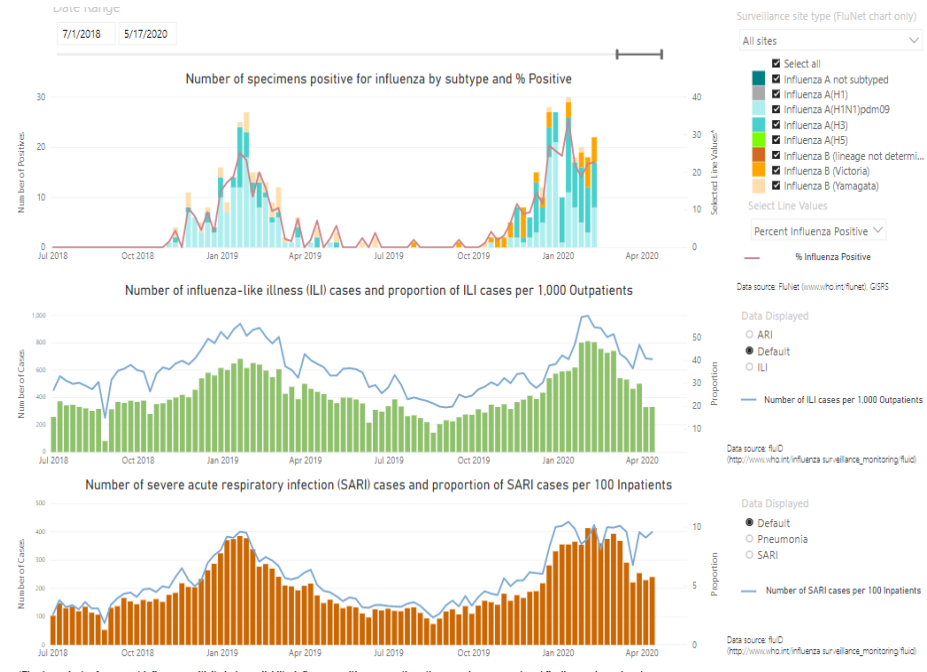 Date Range
7/1/2018 5/17/2020
Surveillance site type (FluNet chart only)
All sites
Select all
Influenza A not subtyped
Influenza A(H1)
Influenza A(H1N1)pdm09
Influenza A(H3)
Influenza A(H5)
Influenza B (lineage not determi...
Influenza B (Victoria)
Influenza B (Yamagata)
Select Line Values
Percent Influenza Positive
% Influenza Positive
Data source: FluNet (www.who.int/flunet), GISRS
Number of specimens positive for influenza by subtype and % Positive
Number of Positives
30
20
10
0
40
30
20
10
0
Selected Line Values*
Jul 2018 Oct 2018 Jan 2019 Apr 2019 Jul 2019 Oct 2019 Jan 2020 Apr 2020
Number of influenza-like illness (ILI) cases and proportion of ILI cases per 1,000 Outpatients
Number of Cases
1,000
800
600
400
200
0
50
40
30
20
10
Proportion
Jul 2018 Oct 2018 Jan 2019 Apr 2019 Jul 2019 Oct 2019 Jan 2020 Apr 2020
Data Displayed
ARI
Default
ILI
Number of ILI cases per 1,000 Outpatients
Data source: fluID
(http://www.who.int/influenza surveillance_monitoring/fluid)
Number of severe acute respiratory infection (SARI) cases and proportion of SARI cases per 100 Inpatients
Number of Cases
500
400
300
200
100
0
10
5
0
Proportion
Jul 2018 Oct 2018 Jan 2019 Apr 2019 Jul 2019 Oct 2019 Jan 2020 Apr 2020
Data Displayed
Default
Pneumonia
SARI
Number of SARI cases per 100 Inpatients
Data source: fluID
(http://www.who.int/influenza surveillance_monitoring/fluid)